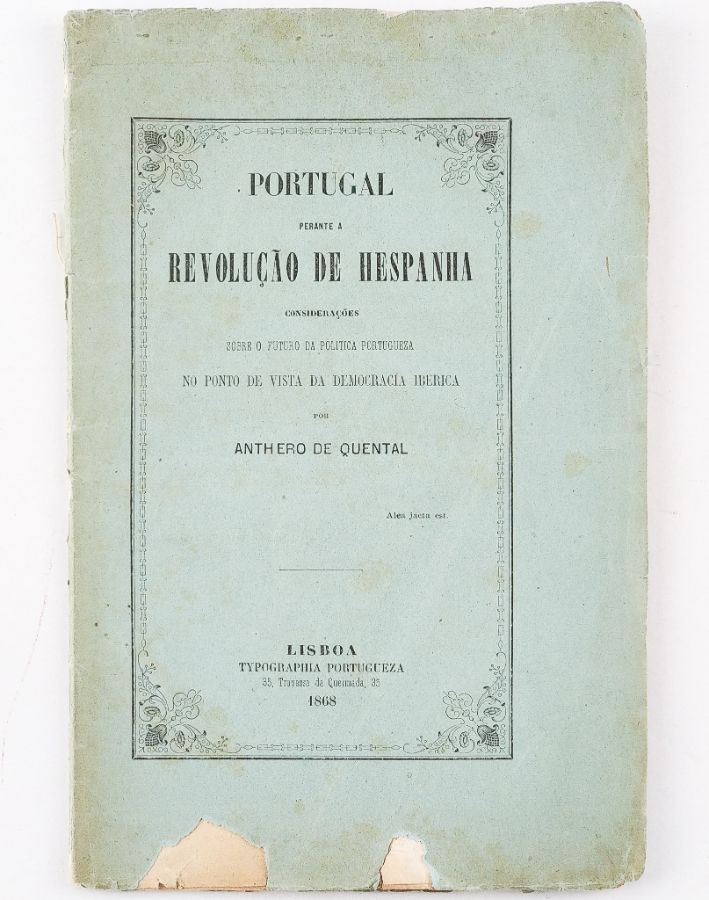 PORTUGAL
PERANTE A
REVOLUÇÃO DE HESPANHA
CONSIDERAÇÕES
SOBRE O FUTURO DA POLITICA PORTUGUEZA
NO PONTO DE VISTA DA DEMOCRACIA IBERICA
POR
ANTHERO DE QUENTAL
Alea jacta est.
LISBOA
TYPOGRAPHIA PORTUGUEZA
35, Travessa da Queimada, 35
1868